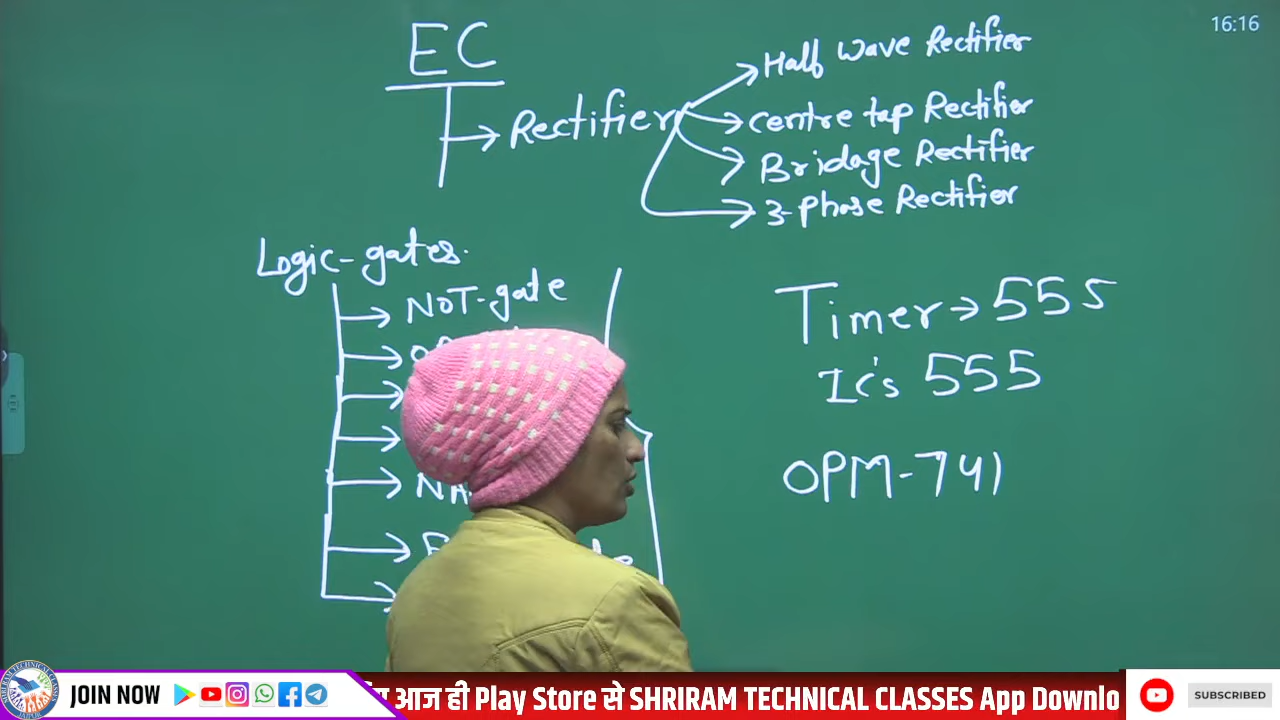 16:16
EC
Rectifier
Half Wave Rectifier
Centre tap Rectifier
Bridage Rectifier
3-Phase Rectifier
Logic-gates.
NOT-gate
Timer → 555
Ic's 555
OPM-741
JOIN NOW
आज ही Play Store से SHRIRAM TECHNICAL CLASSES App Downlo
SUBSCRIBED